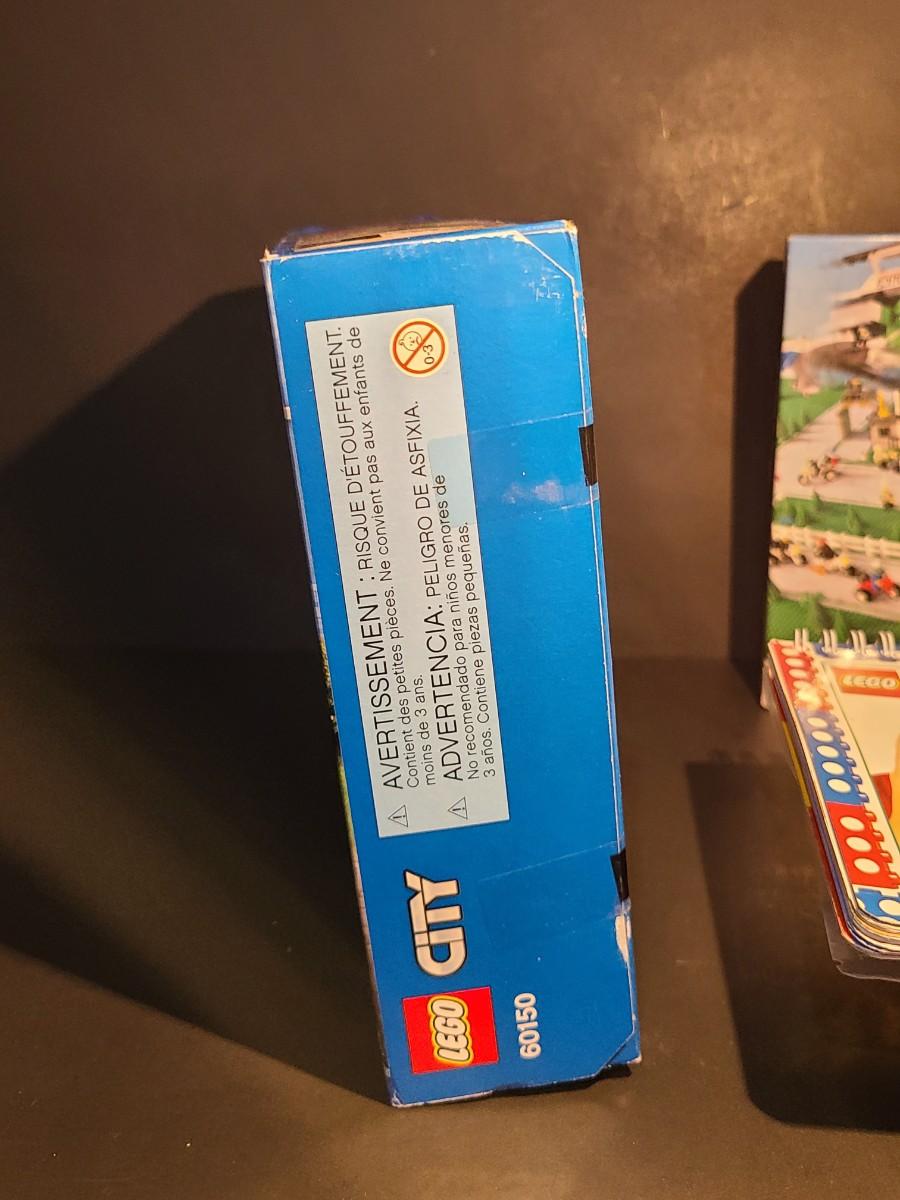 LEGO
CITY
60150
AVERTISSEMENT : RISQUE D'ÉTOUFFEMENT.
Contient des petites pièces. Ne convient pas aux enfants de
moins de 3 ans.
ADVERTENCIA: PELIGRO DE ASFIXIA.
No recomendado para niños menores de
3 años. Contiene piezas pequeñas.
0-3
LEGO